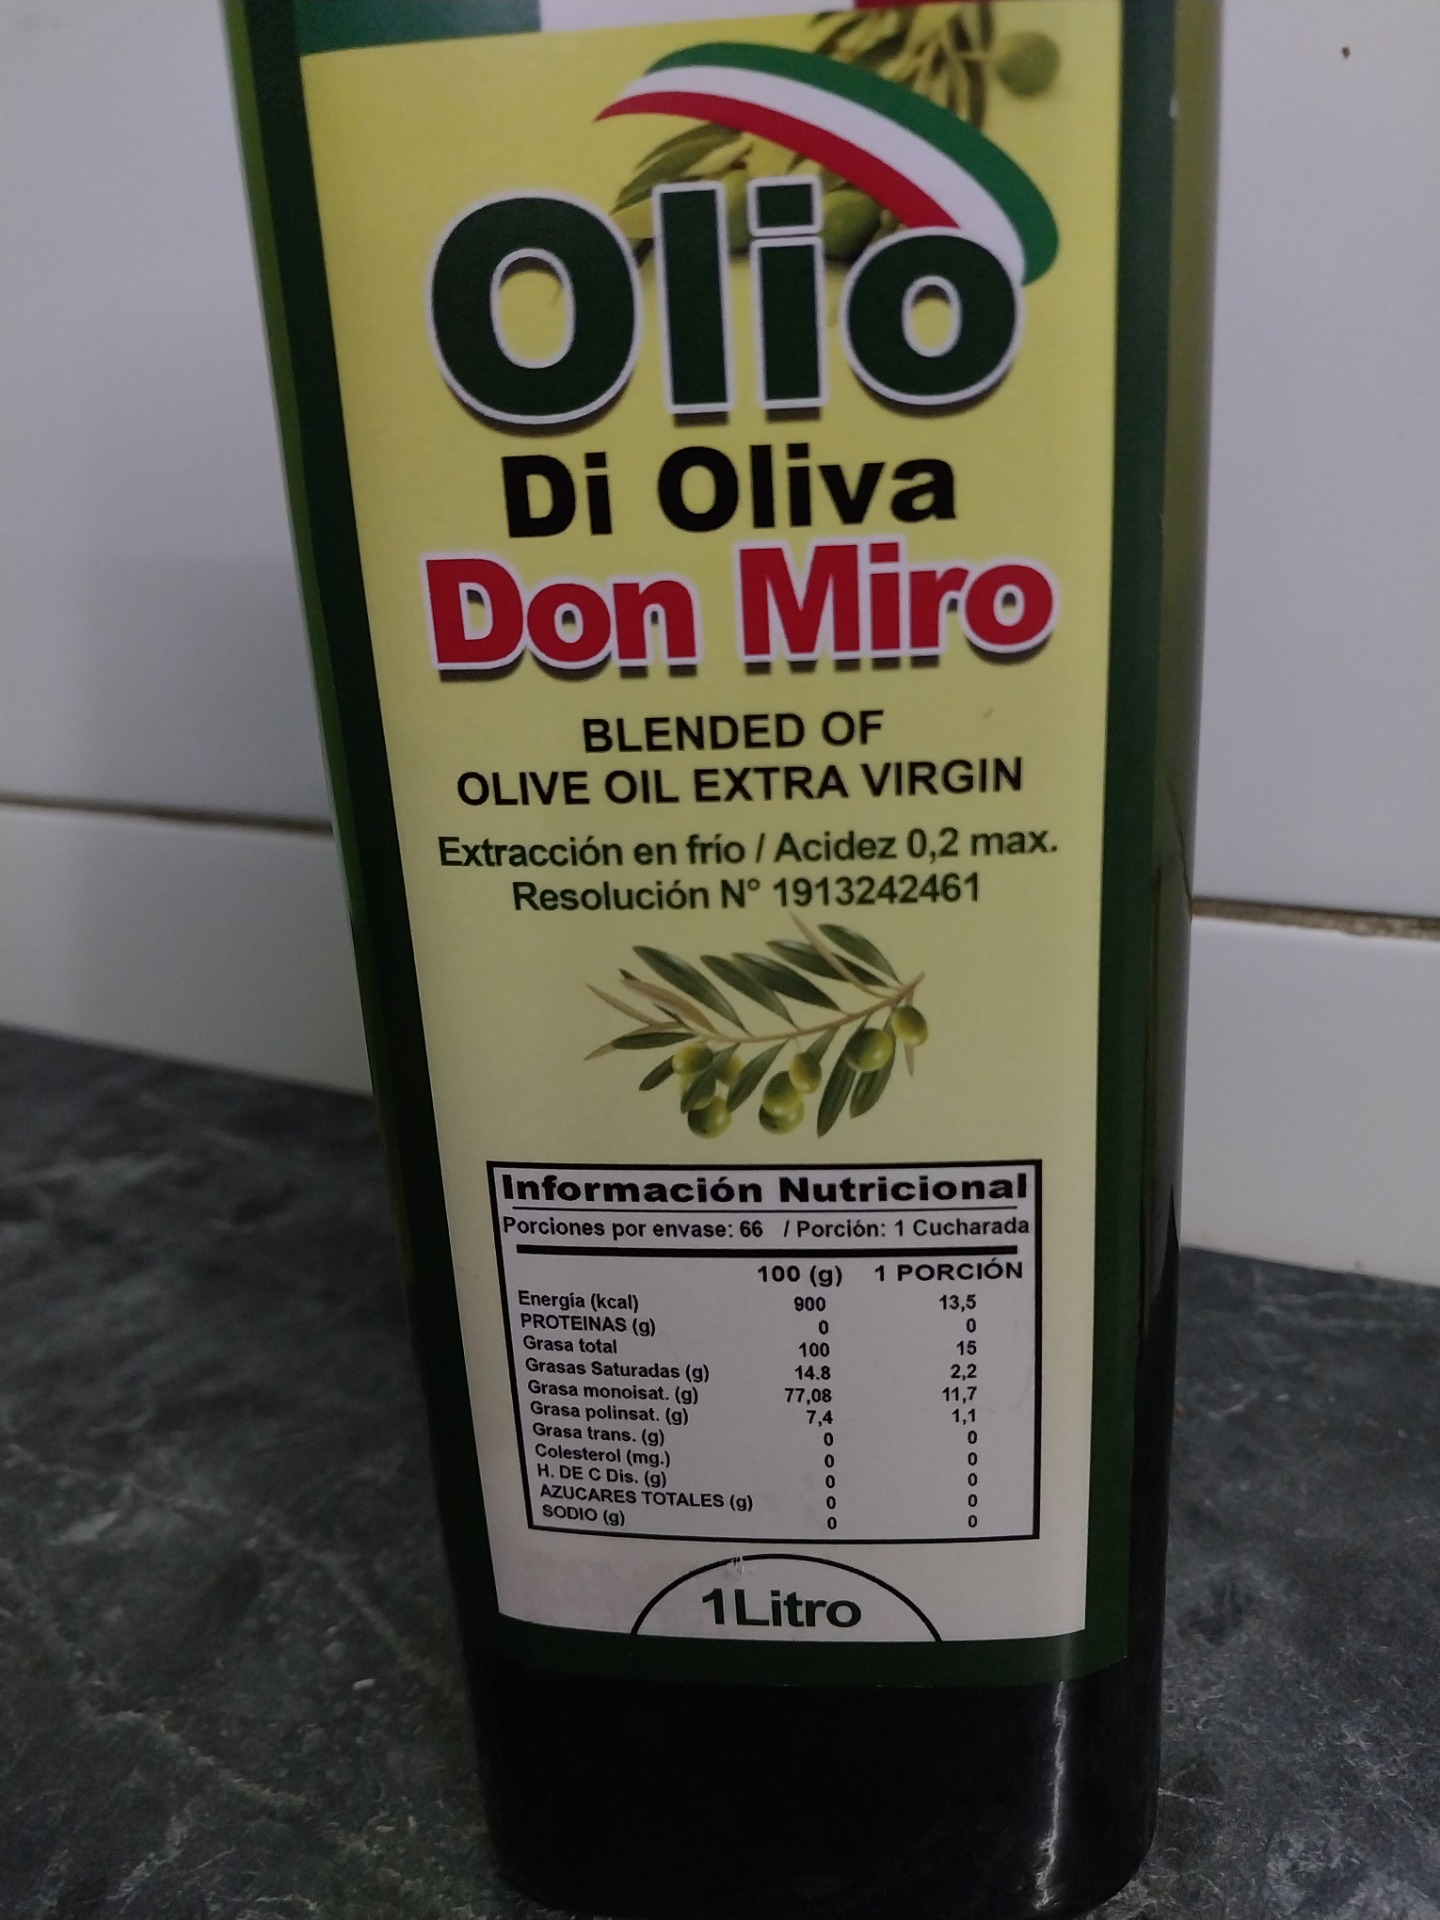 Olio
Di Oliva
Don Miro
BLENDED OF
OLIVE OIL EXTRA VIRGIN
Extracción en frío / Acidez 0,2 max.
Resolución N° 1913242461
Información Nutricional
Porciones por envase: 66 / Porción: 1 Cucharada
100 (g) 1 PORCIÓN
Energía (kcal) 900 13,5
PROTEINAS (g) 0 0
Grasa total 100 15
Grasas Saturadas (g) 14.8 2,2
Grasa monoisat. (g) 77,08 11,7
Grasa polinsat. (g) 7,4 1,1
Grasa trans. (g) 0 0
Colesterol (mg.) 0 0
H. DE C Dis. (g) 0 0
AZUCARES TOTALES (g) 0 0
SODIO (g) 0 0
1Litro